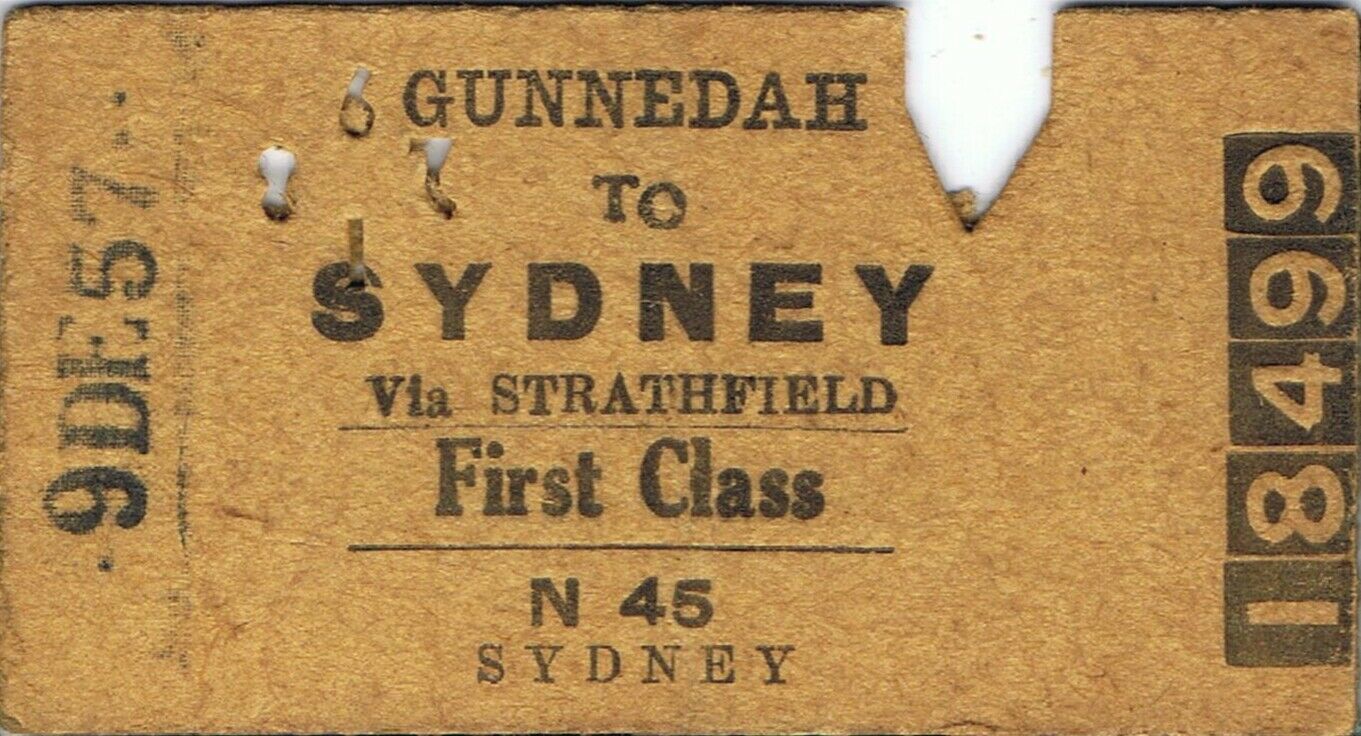 GUNNEDAH
TO
SYDNEY
Via STRATHFIELD
First Class
N 45
SYDNEY
9DE57
18499